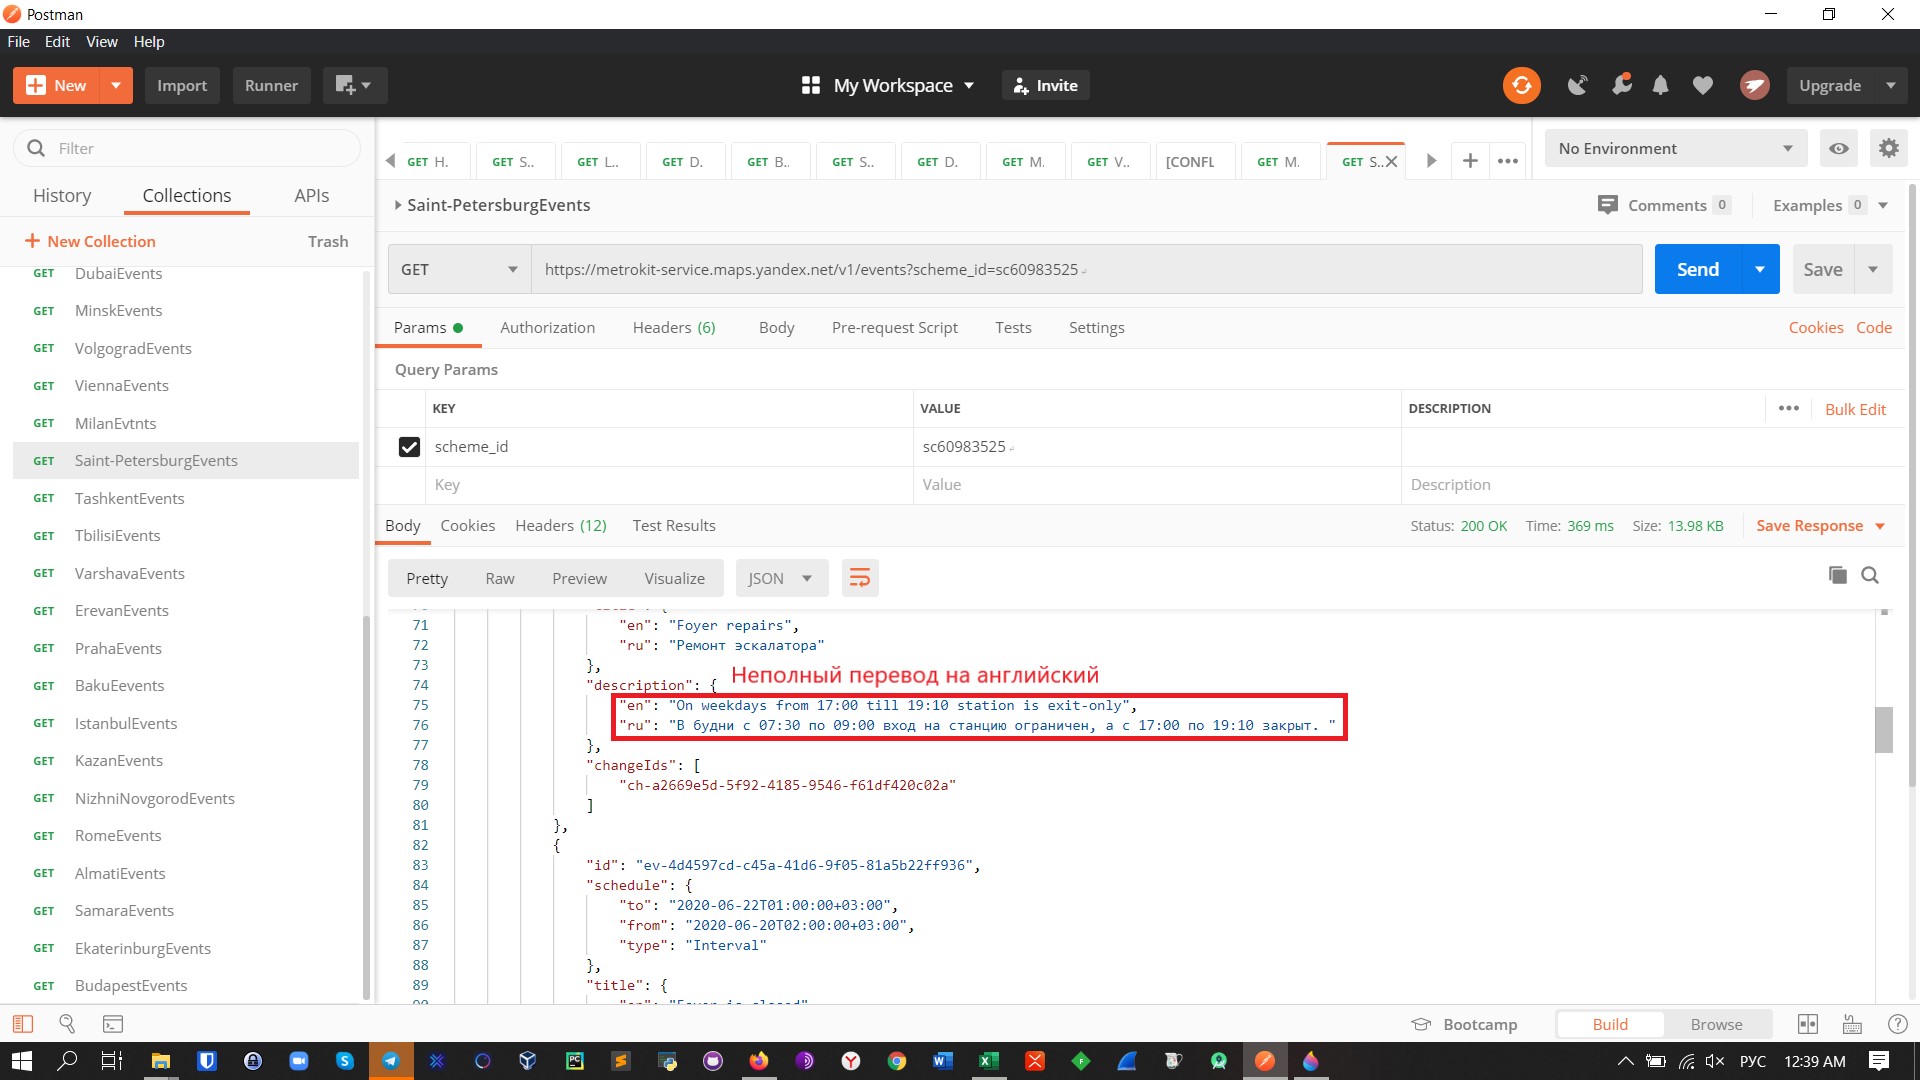 Postman
File Edit View Help
New Import Runner My Workspace Invite Upgrade
Filter
History Collections APIs
New Collection Trash
GET DubaiEvents
GET MinskEvents
GET VolgogradEvents
GET ViennaEvents
GET MilanEvtnts
GET Saint-PetersburgEvents
GET TashkentEvents
GET TbilisiEvents
GET VarshavaEvents
GET ErevanEvents
GET PrahaEvents
GET BakuEevents
GET IstanbulEvents
GET KazanEvents
GET NizhniNovgorodEvents
GET RomeEvents
GET AlmatiEvents
GET SamaraEvents
GET EkaterinburgEvents
GET BudapestEvents
GET H. GET S.. GET L.. GET D. GET B.. GET S.. GET D. GET M. GET V.. [CONFL GET M. GET S..
No Environment
Saint-PetersburgEvents
Comments 0 Examples 0
GET https://metrokit-service.maps.yandex.net/v1/events?scheme_id=sc60983525 Send Save
Params Authorization Headers (6) Body Pre-request Script Tests Settings Cookies Code
Query Params
KEY VALUE DESCRIPTION ••• Bulk Edit
scheme_id sc60983525
Key Value Description
Body Cookies Headers (12) Test Results Status: 200 OK Time: 369 ms Size: 13.98 KB Save Response
Pretty Raw Preview Visualize JSON
71 "en": "Foyer repairs",
72 "ru": "Ремонт эскалатора"
73 },
Неполный перевод на английский
74 "description": {
75 "en": "On weekdays from 17:00 till 19:10 station is exit-only",
76 "ru": "В будни с 07:30 по 09:00 вход на станцию ограничен, а с 17:00 по 19:10 закрыт. "
77 },
78 "changeIds": [
79 "ch-a2669e5d-5f92-4185-9546-f61df420c02a"
80 ]
81 },
82 {
83 "id": "ev-4d4597cd-c45a-41d6-9f05-81a5b22ff936",
84 "schedule": {
85 "to": "2020-06-22T01:00:00+03:00",
86 "from": "2020-06-20T02:00:00+03:00",
87 "type": "Interval"
88 },
89 "title": {
Bootcamp Build Browse
РУС 12:39 AM